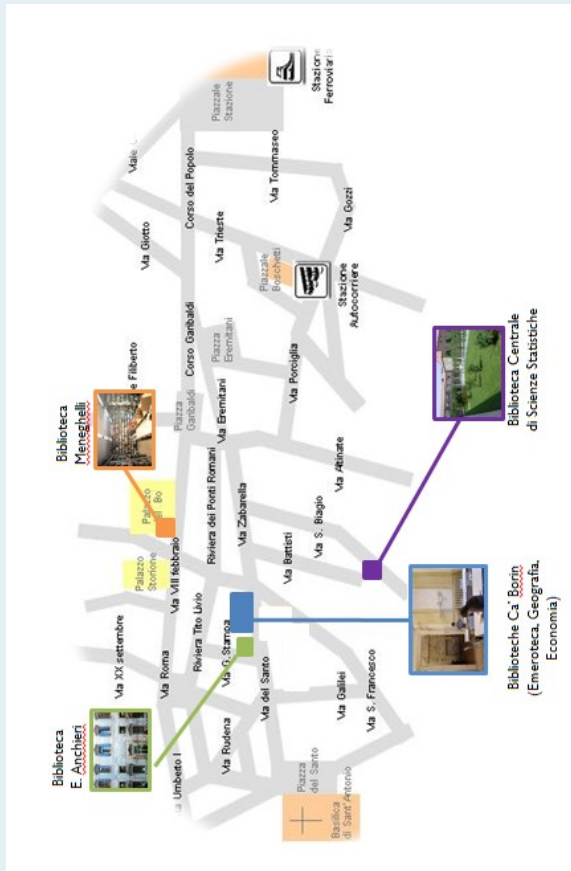 Biblioteca
E. Anchieri
Biblioteca
Meneghelli
Via XX settembre
Palazzo
Storione
Palazzo
Bo
e Filiberto
Via Giotto
Umberto I
Via Roma
Via VIII febbraio
Piazza
Garibaldi
Corso Garibaldi
Corso del Popolo
Piazzale
Stazione
Riviera Tito Livio
Riviera dei Ponti Romani
Via Rudena
Via G.Stampa
Via Zabarella
Via Eremitani
Piazza
Eremitani
Via Trieste
Via del Santo
Via Tommaseo
Piazzale
Boschetti
Stazione
Ferroviaria
Piazza
del Santo
Via Battisti
Via Porciglia
Basilica
di Sant'Antonio
Via Galilei
Via S. Biagio
Via Altinate
Stazione
Autocorriere
Via Gozzi
Via S. Francesco
Biblioteche Ca' Borin
(Emeroteca, Geografia,
Economia)
Biblioteca Centrale
di Scienze Statistiche